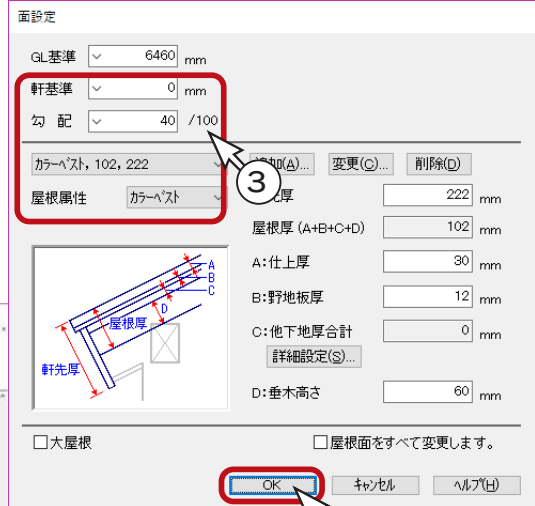 面設定
GL基準 6460 mm
軒基準 0 mm
勾 配 40 /100
ｶﾗｰﾍﾞｽﾄ, 102, 222 追加(A)... 変更(C)... 削除(D)
3
屋根属性 ｶﾗｰﾍﾞｽﾄ 軒先厚 222 mm
屋根厚 (A+B+C+D) 102 mm
A:仕上厚 30 mm
B:野地板厚 12 mm
C:他下地厚合計 0 mm
詳細設定(S)...
D:垂木高さ 60 mm
A
B
C
D
屋根厚
軒先厚
大屋根 屋根面をすべて変更します。
OK ｷｬﾝｾﾙ ﾍﾙﾌﾟ(H)